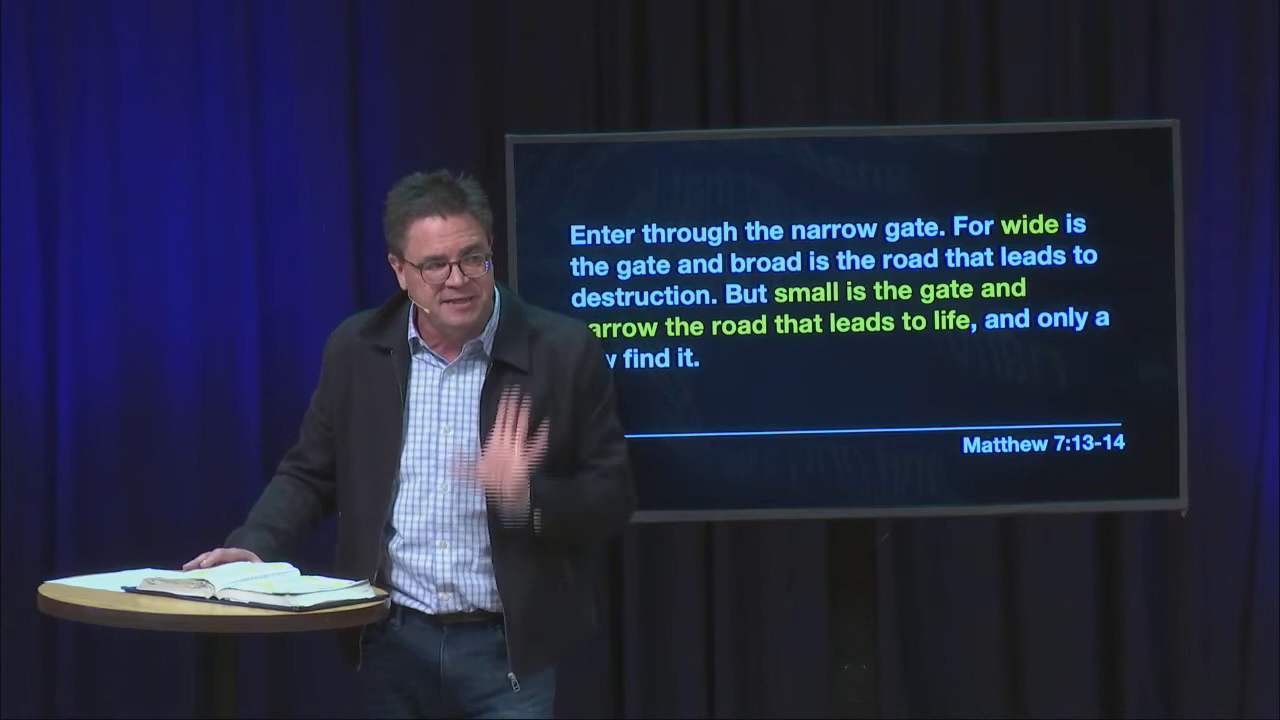 Enter through the narrow gate. For wide is
the gate and broad is the road that leads to
destruction. But small is the gate and
arrow the road that leads to life, and only a
w find it.
Matthew 7:13-14